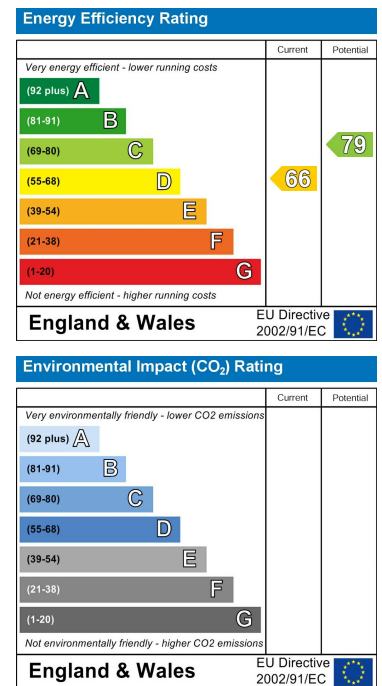 Energy Efficiency Rating
Current Potential
Very energy efficient - lower running costs
(92 plus) A
(81-91) B
(69-80) C
79
(55-68) D
66
(39-54) E
(21-38) F
(1-20) G
Not energy efficient - higher running costs
England & Wales
EU Directive
2002/91/EC
Environmental Impact (CO₂) Rating
Current Potential
Very environmentally friendly - lower CO2 emissions
(92 plus) A
(81-91) B
(69-80) C
(55-68) D
(39-54) E
(21-38) F
(1-20) G
Not environmentally friendly - higher CO2 emissions
England & Wales
EU Directive
2002/91/EC